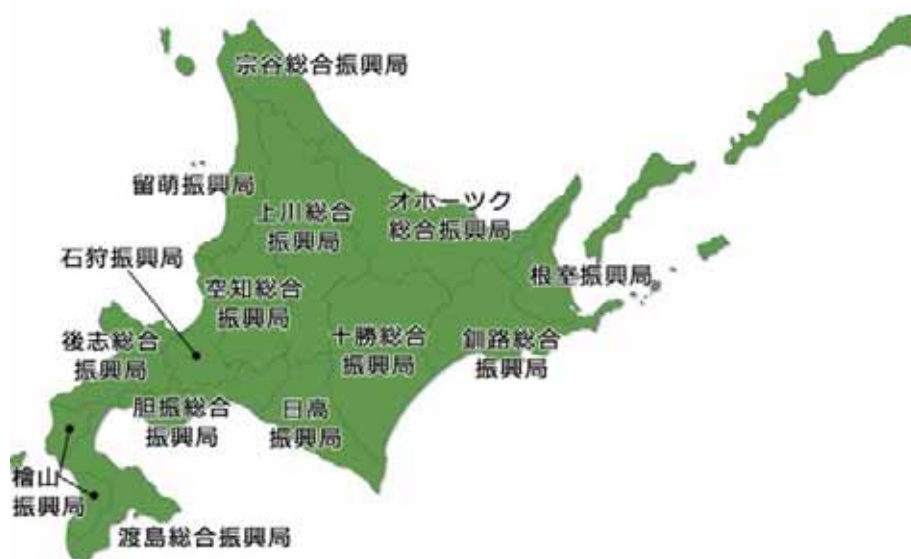 宗谷総合振興局
留萌振興局
上川総合
振興局
オホーツク
総合振興局
石狩振興局
空知総合
振興局
根室振興局
後志総合
振興局
十勝総合
振興局
釧路総合
振興局
胆振総合
振興局
日高
振興局
檜山
振興局
渡島総合振興局